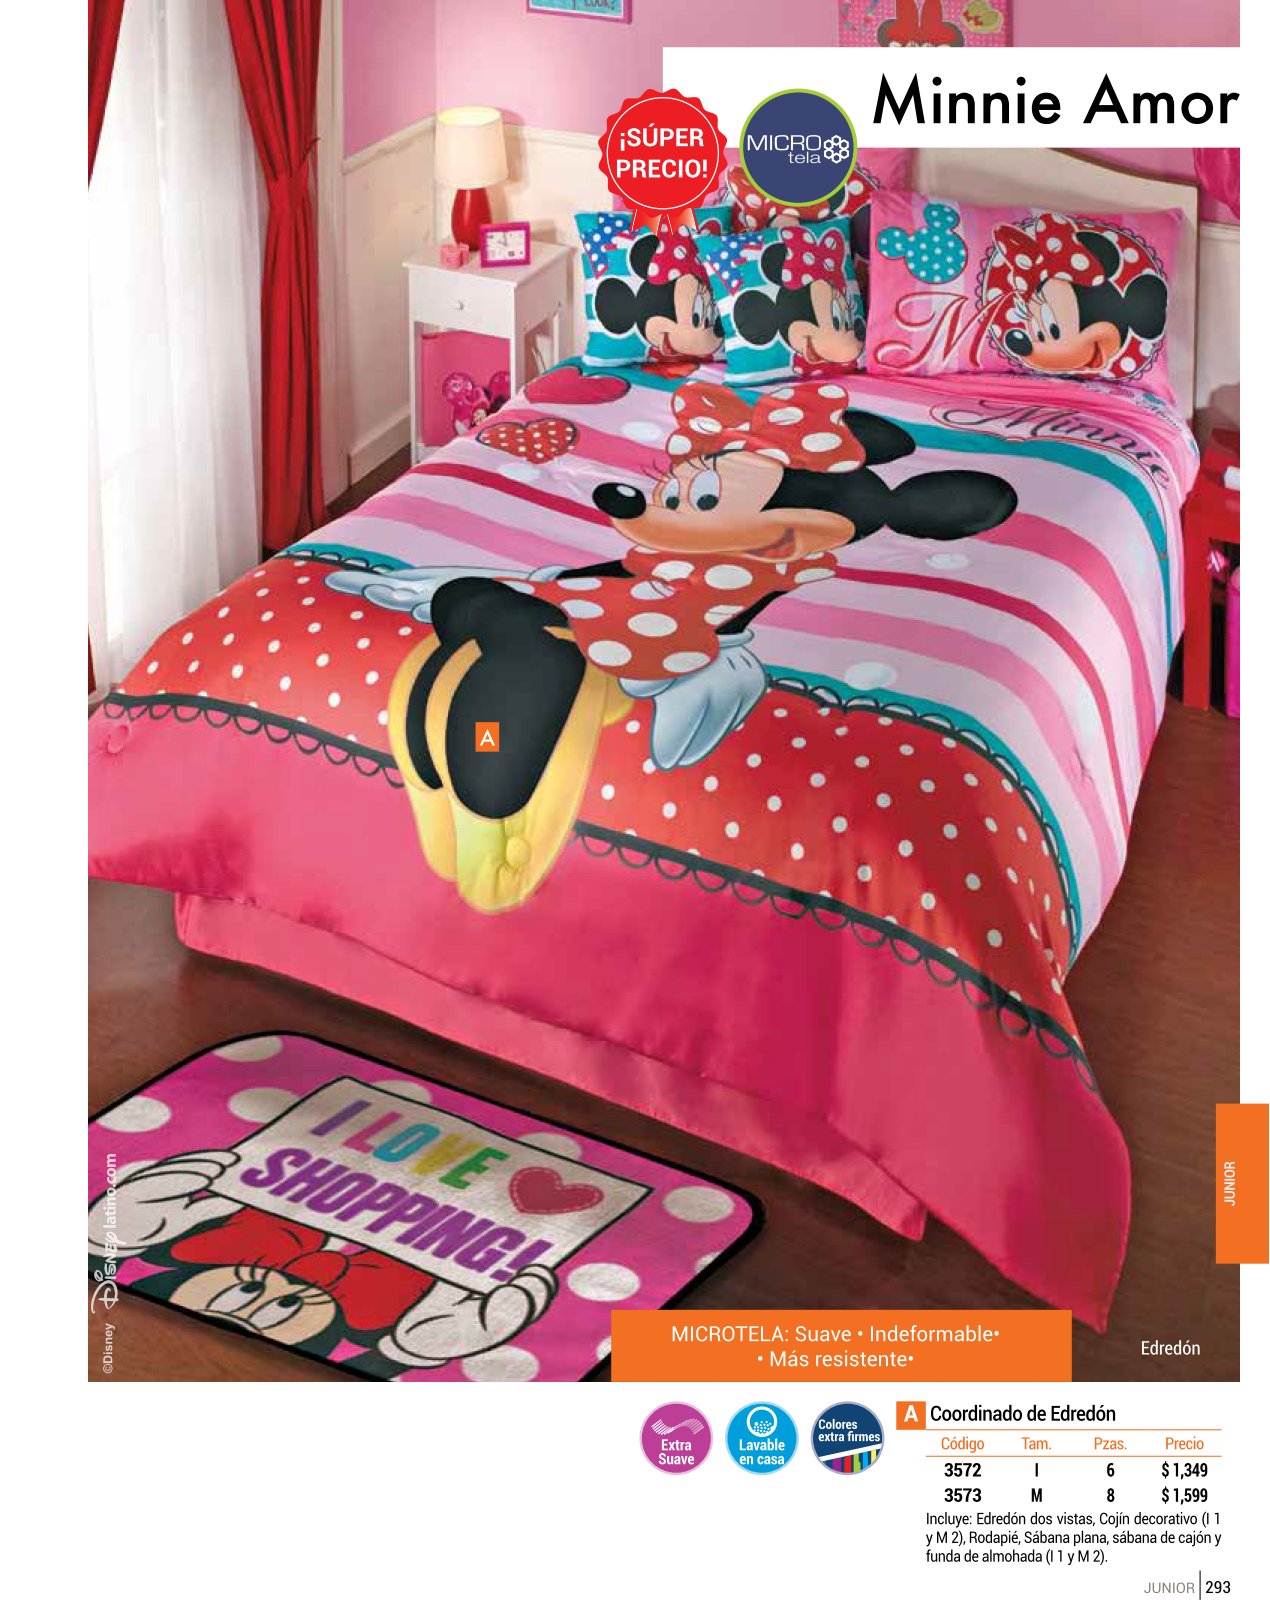 LOOK!
Minnie Amor
¡SÚPER
PRECIO!
MICRO
tela
M
Minnie
A
I LOVE
SHOPPING!
©Disney DISNEYlatino.com
JUNIOR
MICROTELA: Suave • Indeformable•
• Más resistente•
Edredón
Extra
Suave
Lavable
en casa
Colores
extra firmes
A Coordinado de Edredón
Código Tam. Pzas. Precio
3572 I 6 $ 1,349
3573 M 8 $ 1,599
Incluye: Edredón dos vistas, Cojín decorativo (I 1
y M 2), Rodapié, Sábana plana, sábana de cajón y
funda de almohada (I 1 y M 2).
JUNIOR 293